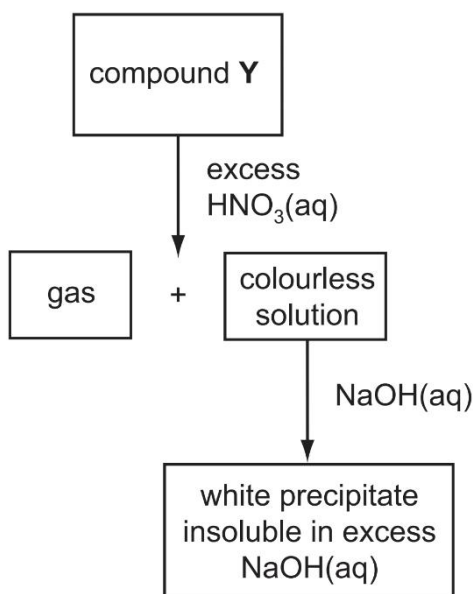 compound Y
excess
HNO₃(aq)
gas
+
colourless
solution
NaOH(aq)
white precipitate
insoluble in excess
NaOH(aq)